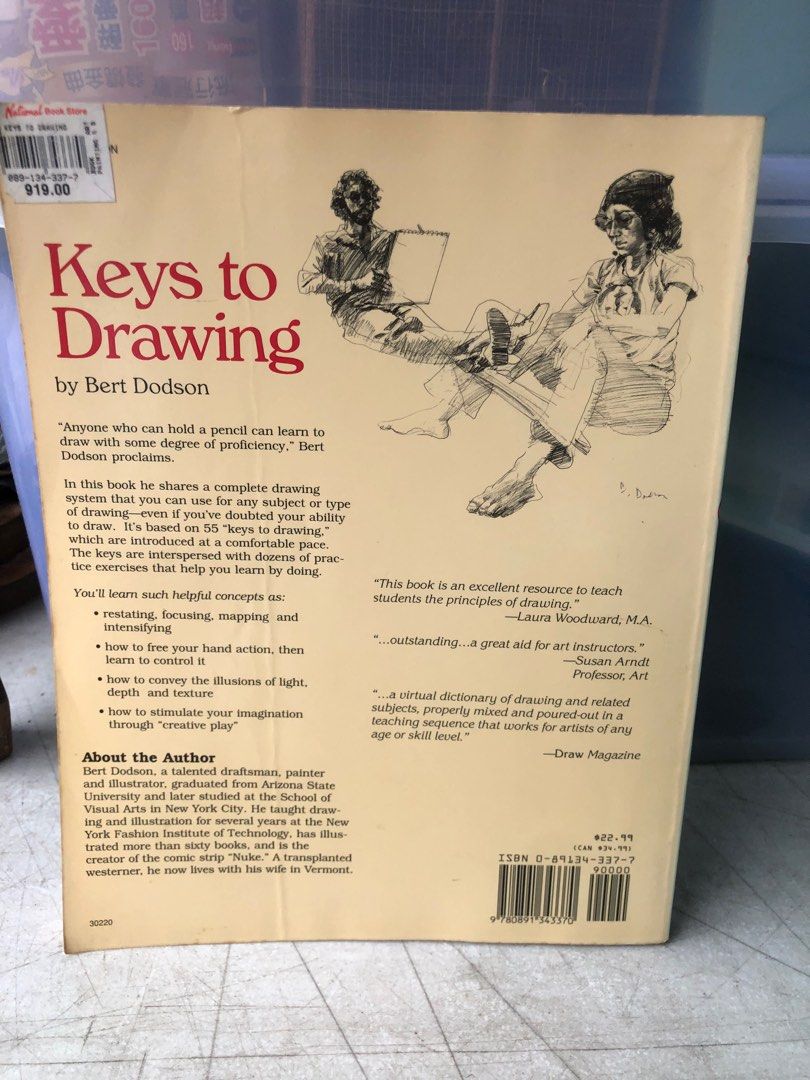 160
160
流行
金曲
National Book Store
KEYS TO DRAWING
089-134-337-7
919.00
ON
Keys to
Drawing
by Bert Dodson
“Anyone who can hold a pencil can learn to
draw with some degree of proficiency,” Bert
Dodson proclaims.
In this book he shares a complete drawing
system that you can use for any subject or type
of drawing—even if you’ve doubted your ability
to draw. It’s based on 55 “keys to drawing,”
which are introduced at a comfortable pace.
The keys are interspersed with dozens of prac-
tice exercises that help you learn by doing.
You’ll learn such helpful concepts as:
• restating, focusing, mapping and
intensifying
• how to free your hand action, then
learn to control it
• how to convey the illusions of light,
depth and texture
• how to stimulate your imagination
through “creative play”
About the Author
Bert Dodson, a talented draftsman, painter
and illustrator, graduated from Arizona State
University and later studied at the School of
Visual Arts in New York City. He taught draw-
ing and illustration for several years at the New
York Fashion Institute of Technology, has illus-
trated more than sixty books, and is the
creator of the comic strip “Nuke.” A transplanted
westerner, he now lives with his wife in Vermont.
30220
B. Dodson
“This book is an excellent resource to teach
students the principles of drawing.”
—Laura Woodward, M.A.
“...outstanding...a great aid for art instructors.”
—Susan Arndt
Professor, Art
“...a virtual dictionary of drawing and related
subjects, properly mixed and poured-out in a
teaching sequence that works for artists of any
age or skill level.”
—Draw Magazine
$22.99
(CAN $34.99)
ISBN 0-89134-337-7
90000
9 780891 343370